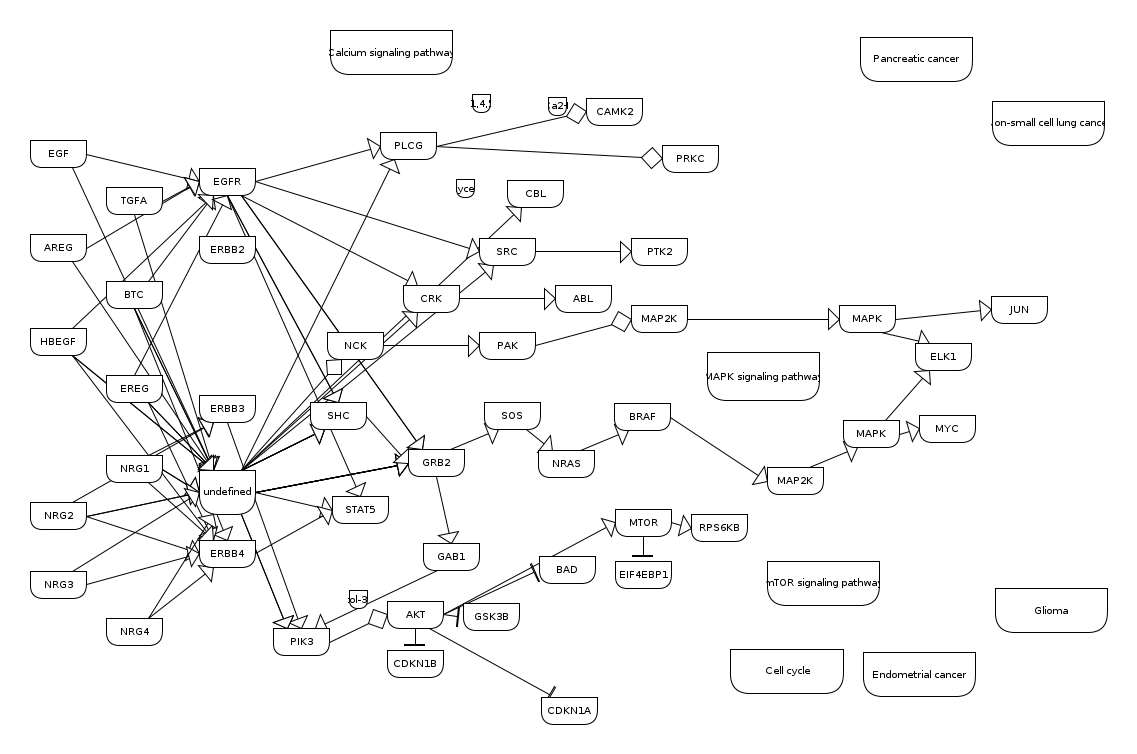 Calcium signaling pathway
Pancreatic cancer
1,4,
CAMK2
on-small cell lung cance
PLCG
EGF
PRKC
EGFR
yce
CBL
TGFA
AREG
ERBB2
SRC
PTK2
BTC
CRK
ABL
JUN
MAP2K
MAPK
HBEGF
NCK
PAK
ELK1
MAPK signaling pathway
EREG
ERBB3
SHC
SOS
BRAF
MAPK
MYC
NRG1
GRB2
NRAS
MAP2K
undefined
NRG2
STAT5
MTOR
RPS6KB
ERBB4
GAB1
BAD
EIF4EBP1
mTOR signaling pathway
NRG3
ol-3
AKT
GSK3B
Glioma
NRG4
PIK3
CDKN1B
Cell cycle
Endometrial cancer
CDKN1A